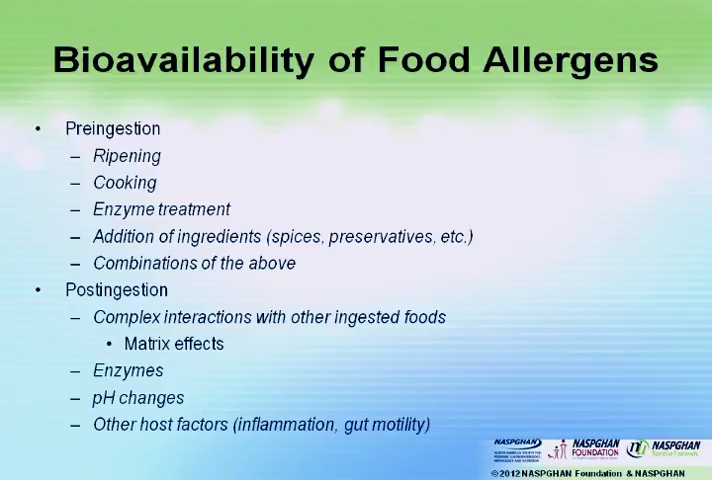 Bioavailability of Food Allergens
• Preingestion
– Ripening
– Cooking
– Enzyme treatment
– Addition of ingredients (spices, preservatives, etc.)
– Combinations of the above
• Postingestion
– Complex interactions with other ingested foods
• Matrix effects
– Enzymes
– pH changes
– Other host factors (inflammation, gut motility)
NASPGHAN
NASPGHAN
FOUNDATION
NASPGHAN
©2012 NASPGHAN Foundation & NASPGHAN